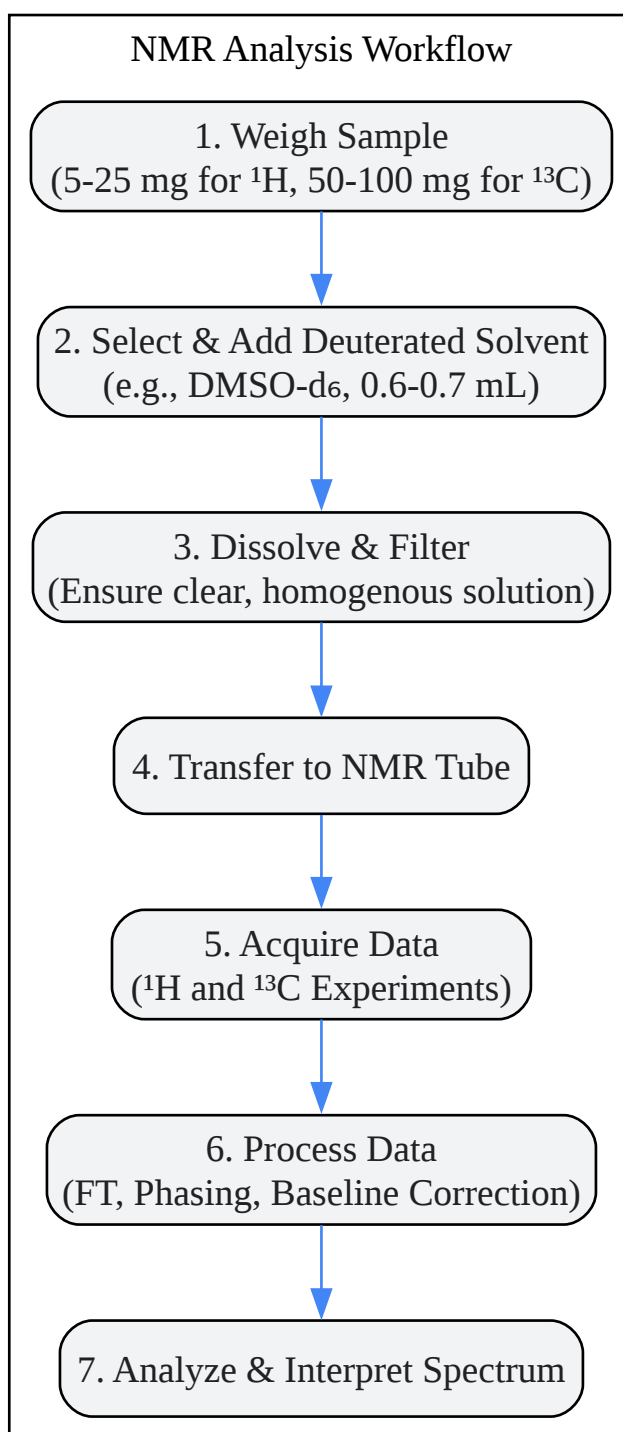 NMR Analysis Workflow
1. Weigh Sample
(5-25 mg for ¹H, 50-100 mg for ¹³C)
2. Select & Add Deuterated Solvent
(e.g., DMSO-d₆, 0.6-0.7 mL)
3. Dissolve & Filter
(Ensure clear, homogenous solution)
4. Transfer to NMR Tube
5. Acquire Data
(¹H and ¹³C Experiments)
6. Process Data
(FT, Phasing, Baseline Correction)
7. Analyze & Interpret Spectrum